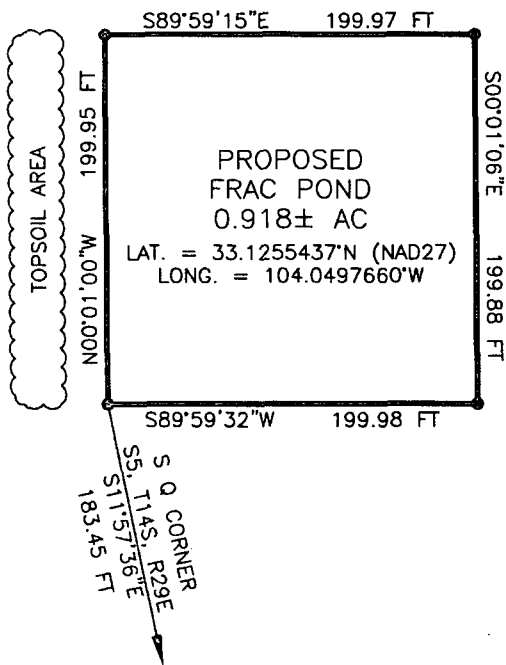 S89°59'15"E 199.97 FT
TOPSOIL AREA
N00°01'00"W 199.95 FT
PROPOSED
FRAC POND
0.918± AC
LAT. = 33.1255437°N (NAD27)
LONG. = 104.0497660°W
S00°01'06"E 199.88 FT
S89°59'32"W 199.98 FT
S Q CORNER
S5, T14S, R29E
S11°57'36"E
183.45 FT